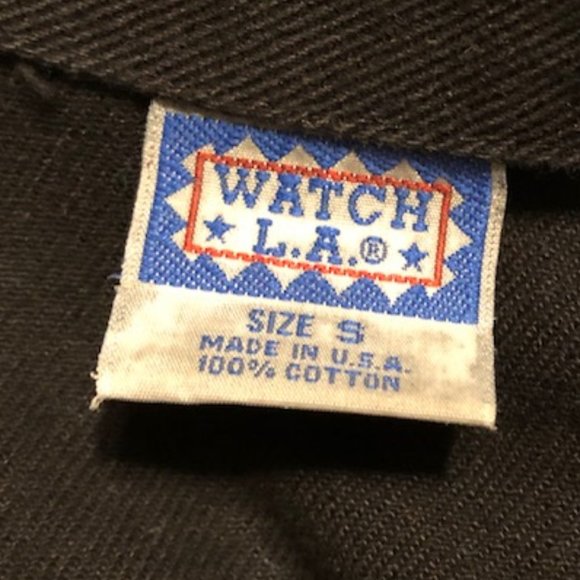 WATCH
L.A.®
SIZE S
MADE IN U.S.A.
100% COTTON